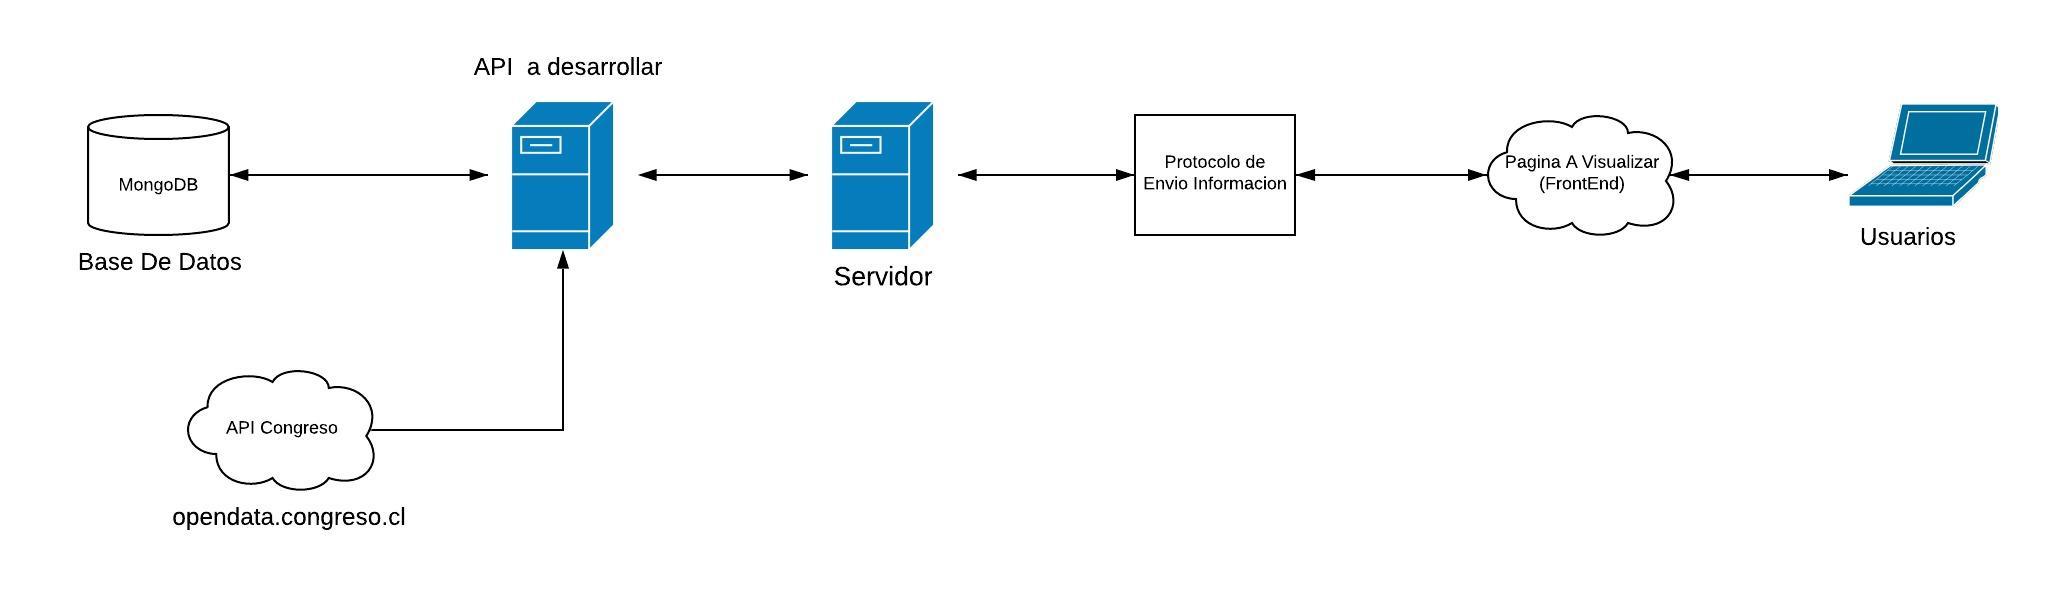 API  a desarrollar
MongoDB
Base De Datos
Servidor
Protocolo de
Envio Informacion
Pagina A Visualizar
(FrontEnd)
Usuarios
API Congreso
opendata.congreso.cl